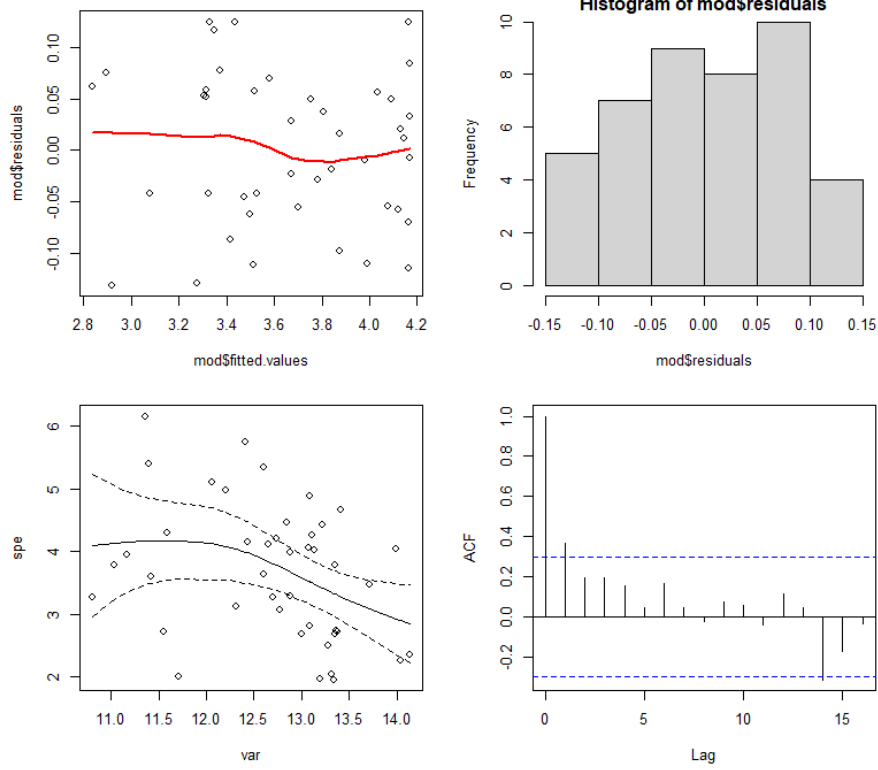 Histogram of mod$residuals
mod$residuals
0.10
0.05
0.00
-0.05
-0.10
2.8 3.0 3.2 3.4 3.6 3.8 4.0 4.2
mod$fitted.values
Frequency
10
8
6
4
2
0
-0.15 -0.10 -0.05 0.00 0.05 0.10 0.15
mod$residuals
spe
6
5
4
3
2
11.0 11.5 12.0 12.5 13.0 13.5 14.0
var
ACF
1.0
0.8
0.6
0.4
0.2
0.0
-0.2
0 5 10 15
Lag